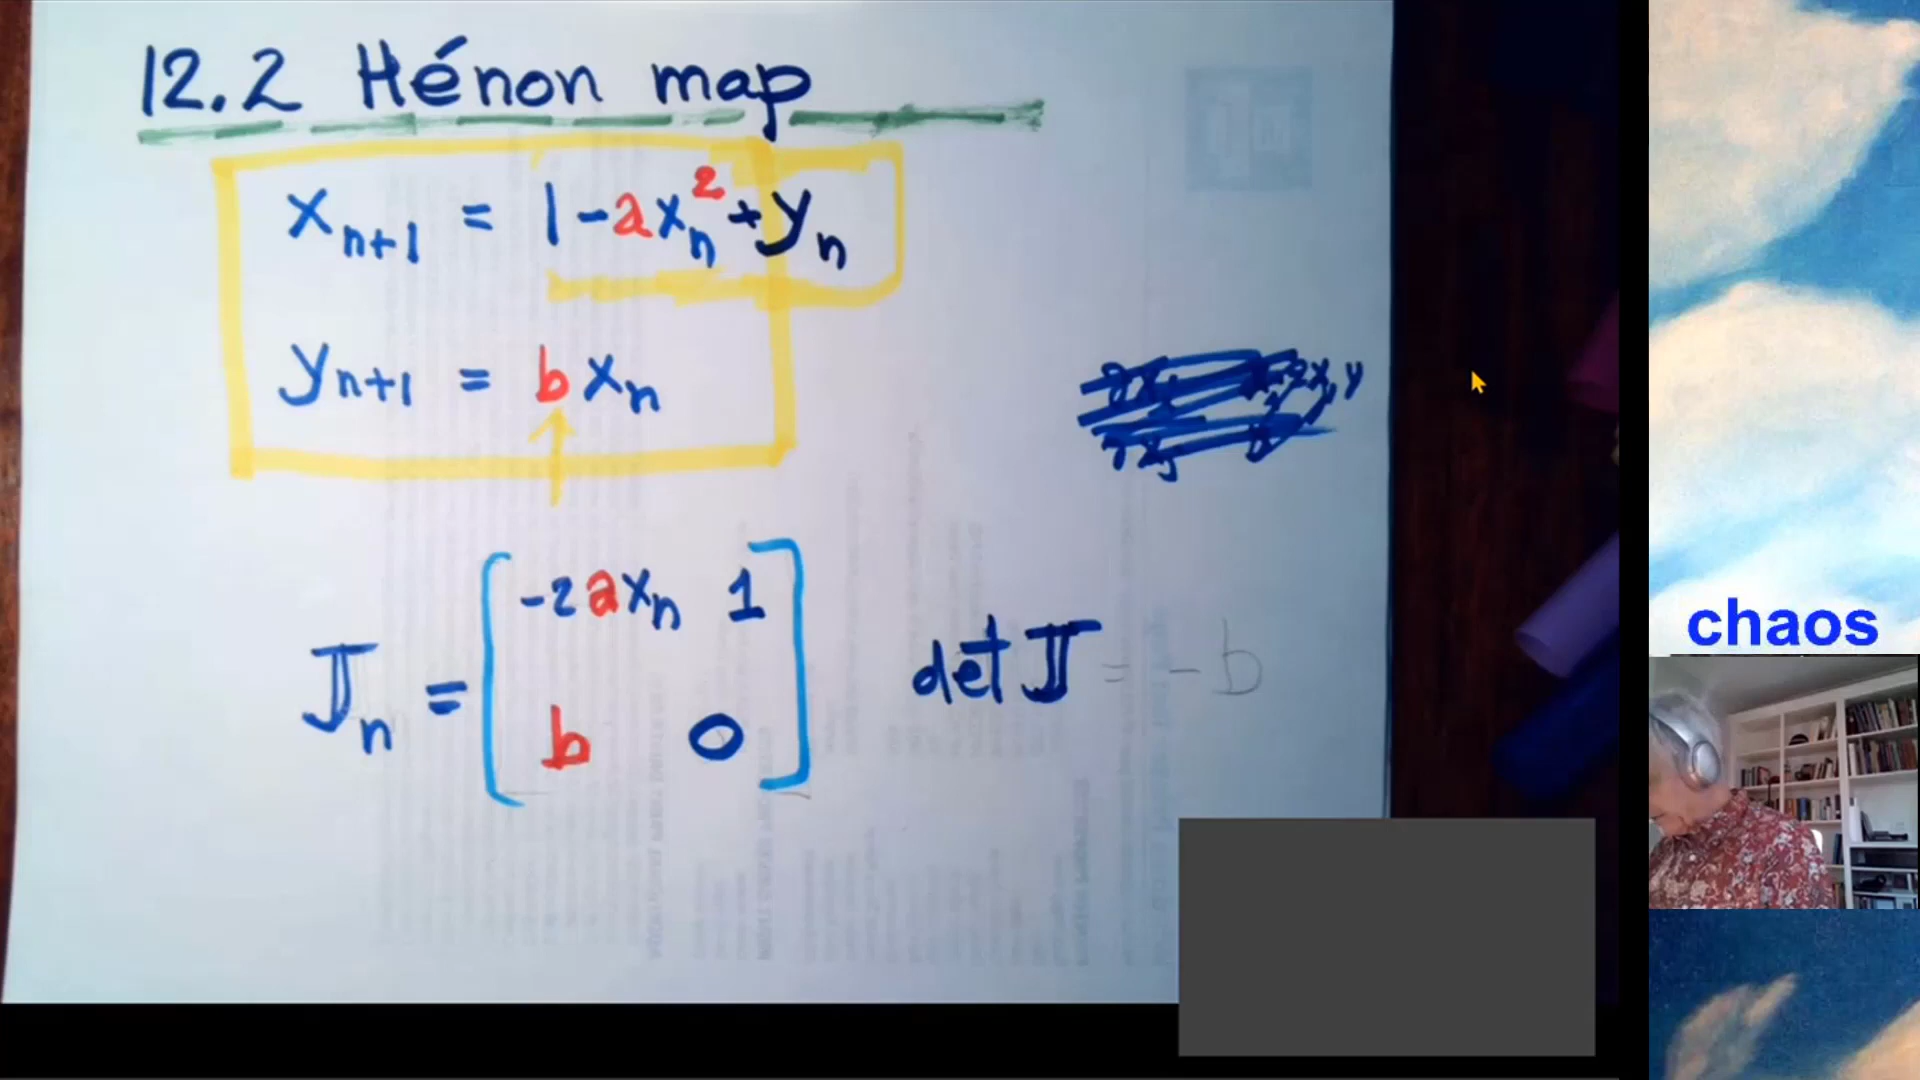 12.2 Hénon map
x_{n+1} = 1 - a x_n^2 + y_n
y_{n+1} = b x_n
J_n = [ -2 a x_n 1
b 0 ]
det J = - b
chaos